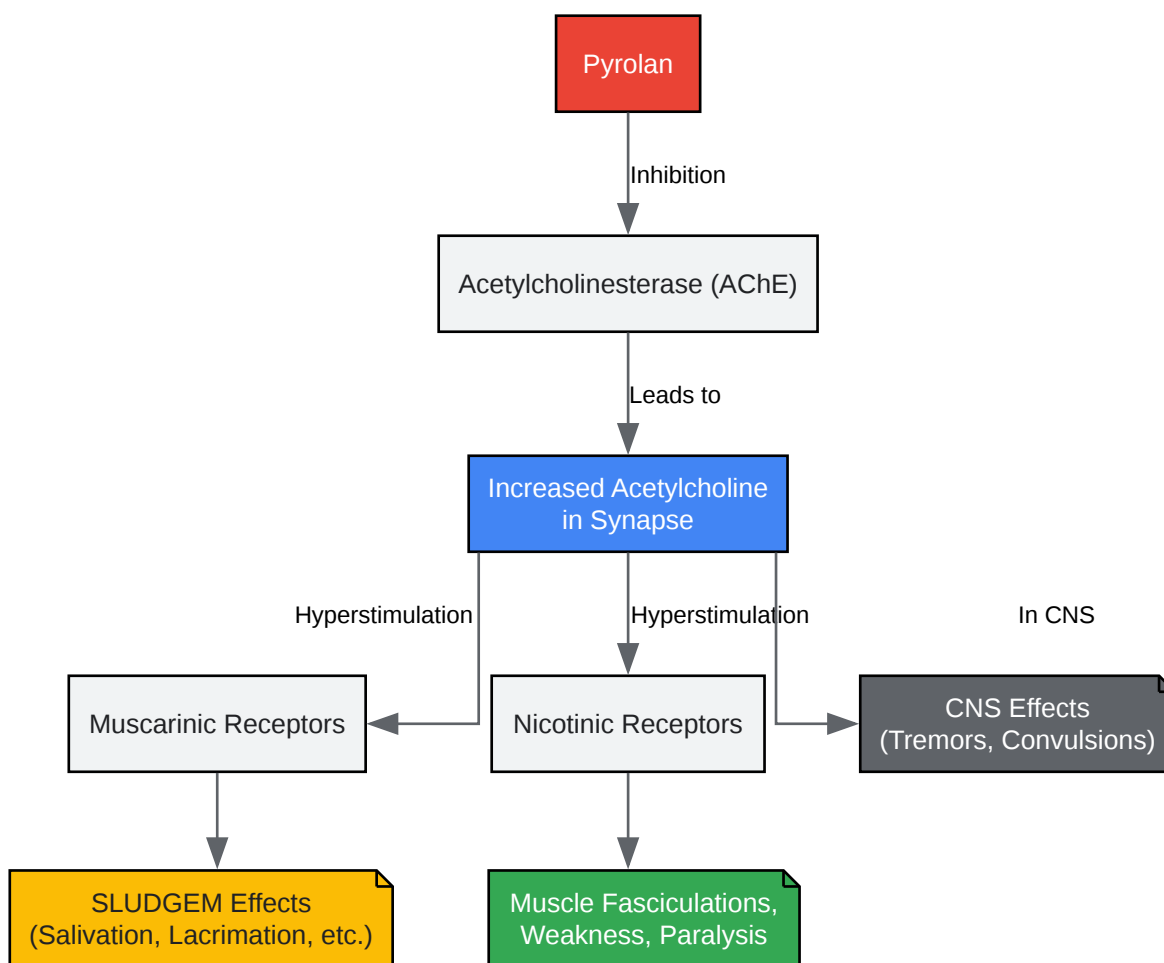 Pyrolan
Inhibition
Acetylcholinesterase (AChE)
Leads to
Increased Acetylcholine
in Synapse
Hyperstimulation
Hyperstimulation
In CNS
Muscarinic Receptors
Nicotinic Receptors
CNS Effects
(Tremors, Convulsions)
SLUDGEM Effects
(Salivation, Lacrimation, etc.)
Muscle Fasciculations,
Weakness, Paralysis